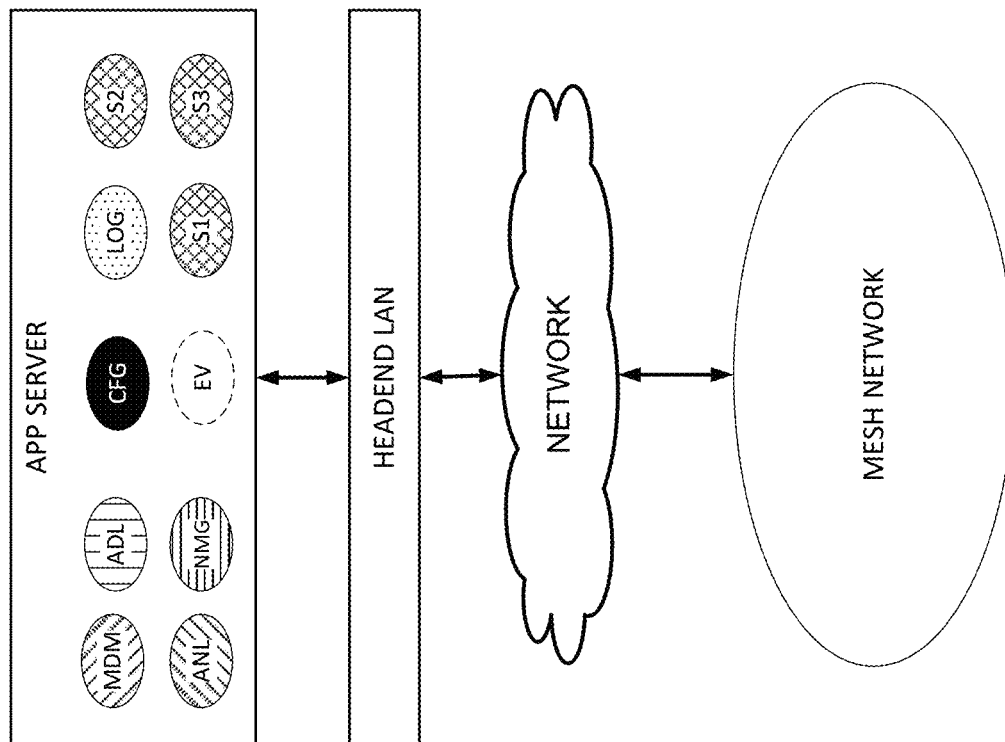 APP SERVER
MDM ADL CFG LOG S2
ANL NMG EV S1 S3
HEADEND LAN
NETWORK
MESH NETWORK